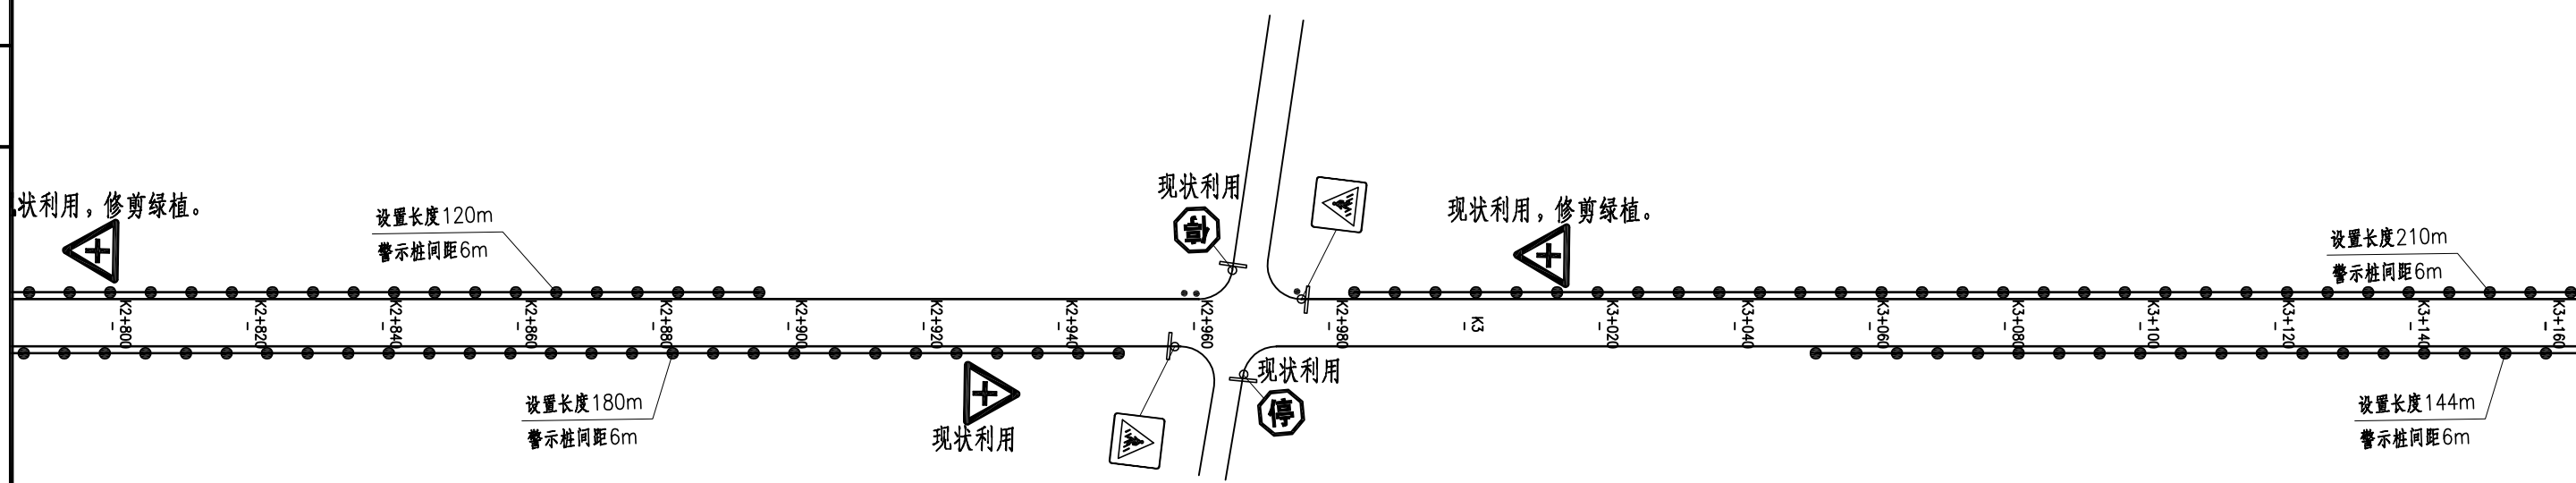 状利用，修剪绿植。
设置长度120m
警示桩间距6m
现状利用
停
现状利用，修剪绿植。
设置长度210m
警示桩间距6m
K2+800
K2+820
K2+840
K2+860
K2+880
K2+900
K2+920
K2+940
K2+960
K2+980
K3
K3+020
K3+040
K3+060
K3+080
K3+100
K3+120
K3+140
K3+160
设置长度180m
警示桩间距6m
现状利用
现状利用
停
设置长度144m
警示桩间距6m